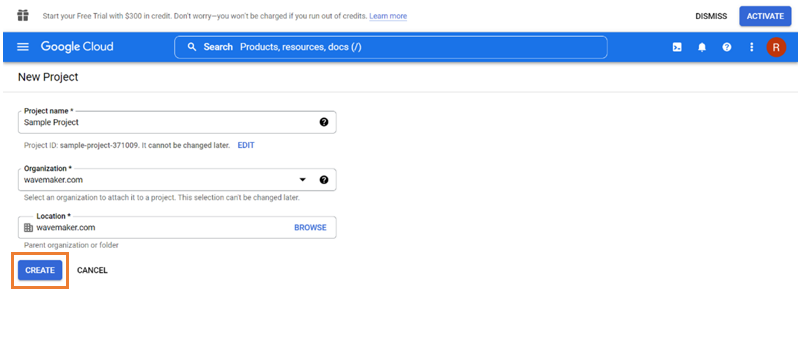 Start your Free Trial with $300 in credit. Don't worry—you won't be charged if you run out of credits. Learn more
DISMISS
ACTIVATE
Google Cloud
Search Products, resources, docs (/)
R
New Project
Project name *
Sample Project
Project ID: sample-project-371009. It cannot be changed later. EDIT
Organization *
wavemaker.com
Select an organization to attach it to a project. This selection can't be changed later.
Location *
wavemaker.com
BROWSE
Parent organization or folder
CREATE
CANCEL